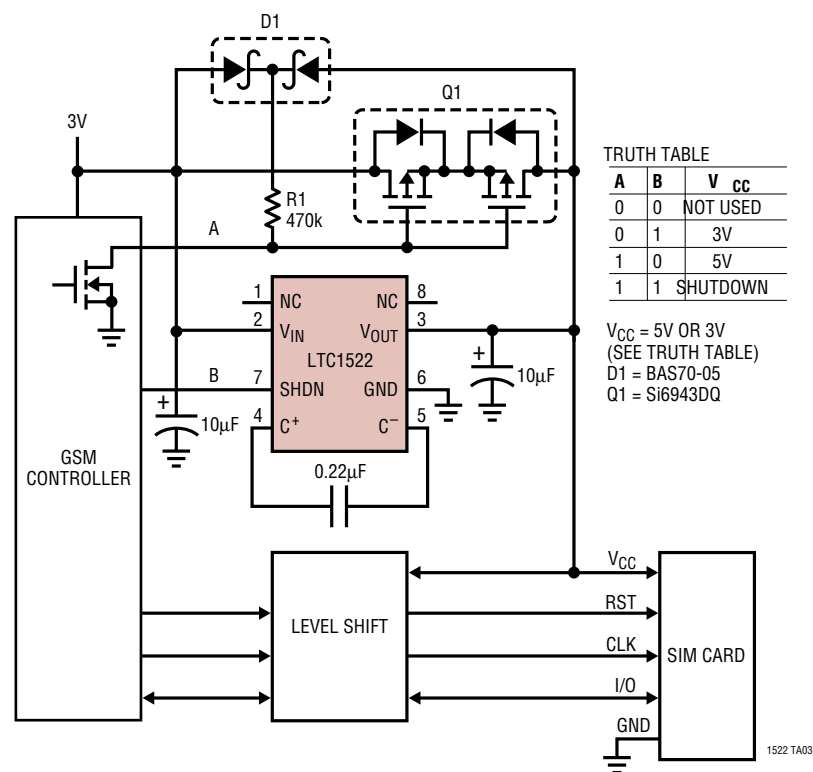 D1
Q1
3V
R1
470k
A
TRUTH TABLE
A B V CC
0 0 NOT USED
0 1 3V
1 0 5V
1 1 SHUTDOWN
VCC = 5V OR 3V
(SEE TRUTH TABLE)
D1 = BAS70-05
Q1 = Si6943DQ
1 NC NC 8
2 VIN VOUT 3
LTC1522
B 7 SHDN GND 6
4 C+ C– 5
+
10µF
+
10µF
0.22µF
GSM
CONTROLLER
LEVEL SHIFT
VCC
RST
CLK
I/O
GND
SIM CARD
1522 TA03